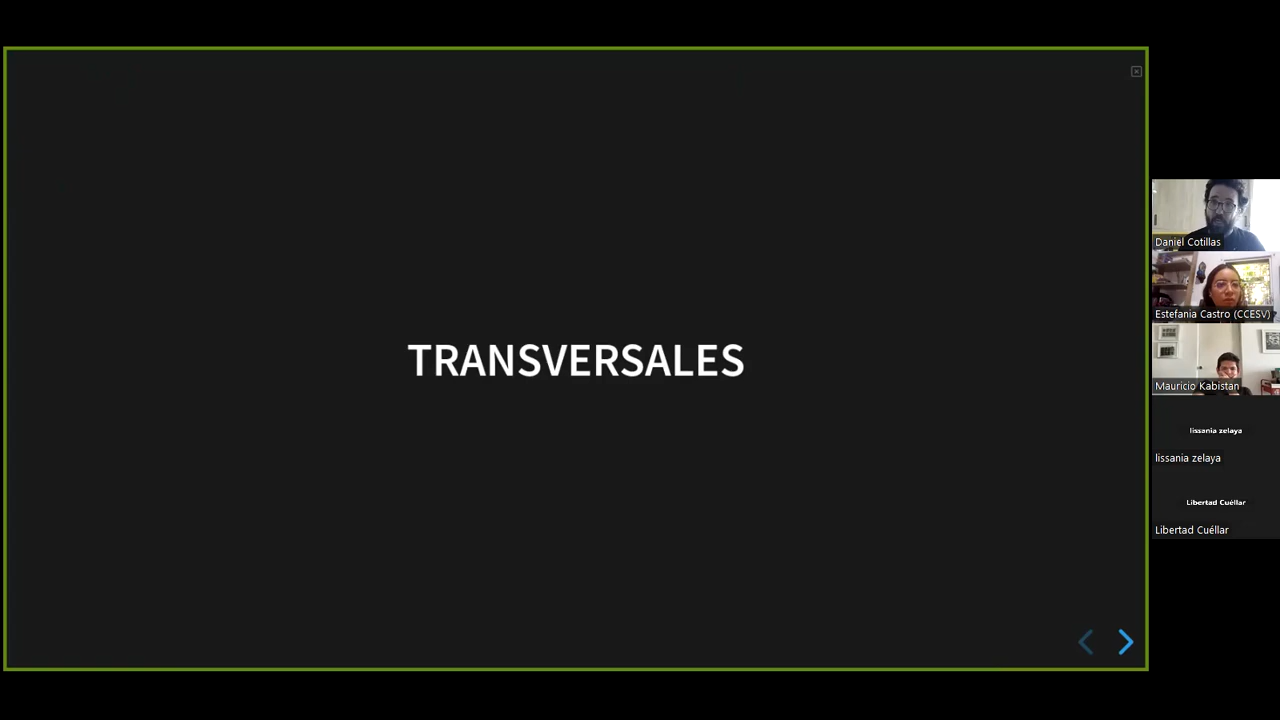 TRANSVERSALES
Daniel Cotillas
Estefania Castro (CCESV)
Mauricio Kabistan
lissania zelaya
lissania zelaya
Libertad Cuéllar
Libertad Cuéllar